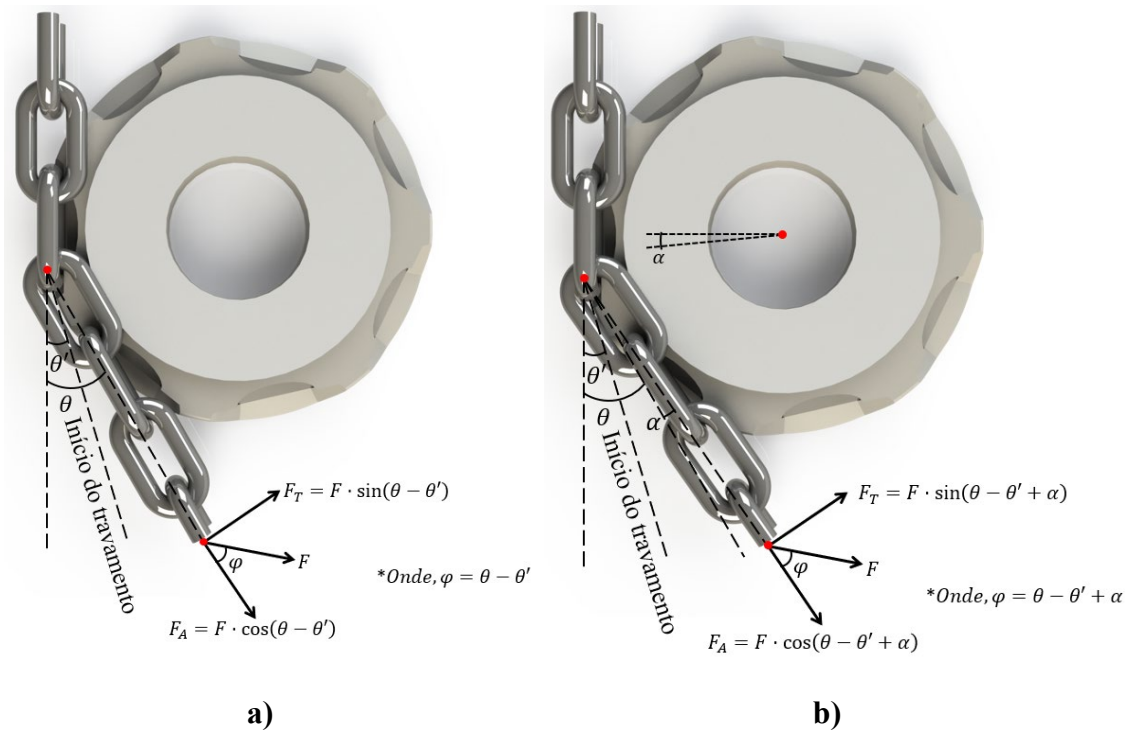 θ′
θ
Início do travamento
F_T = F · sin(θ − θ′)
φ
F
*Onde, φ = θ − θ′
F_A = F · cos(θ − θ′)
a)
α
θ′
θ
α
Início do travamento
F_T = F · sin(θ − θ′ + α)
φ
F
*Onde, φ = θ − θ′ + α
F_A = F · cos(θ − θ′ + α)
b)